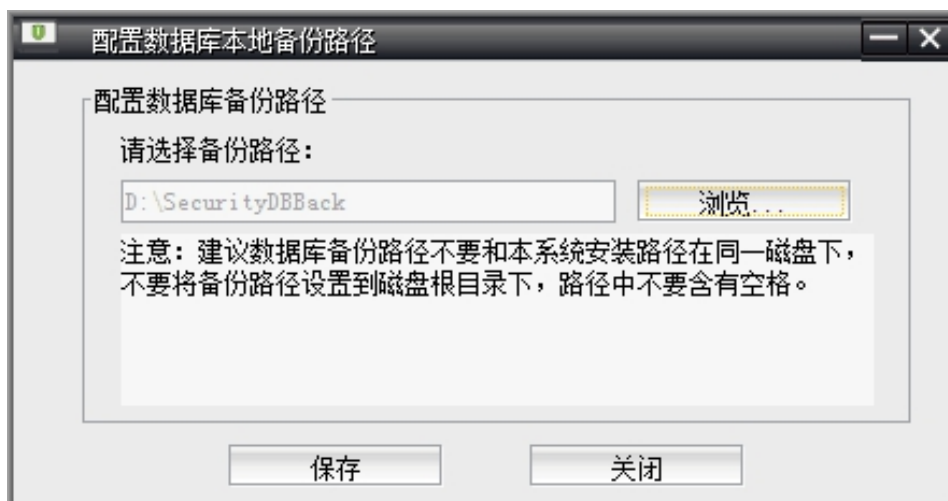 配置数据库本地备份路径
配置数据库备份路径
请选择备份路径：
D:\SecurityDBBack 浏览...
注意：建议数据库备份路径不要和本系统安装路径在同一磁盘下，
不要将备份路径设置到磁盘根目录下，路径中不要含有空格。
保存 关闭